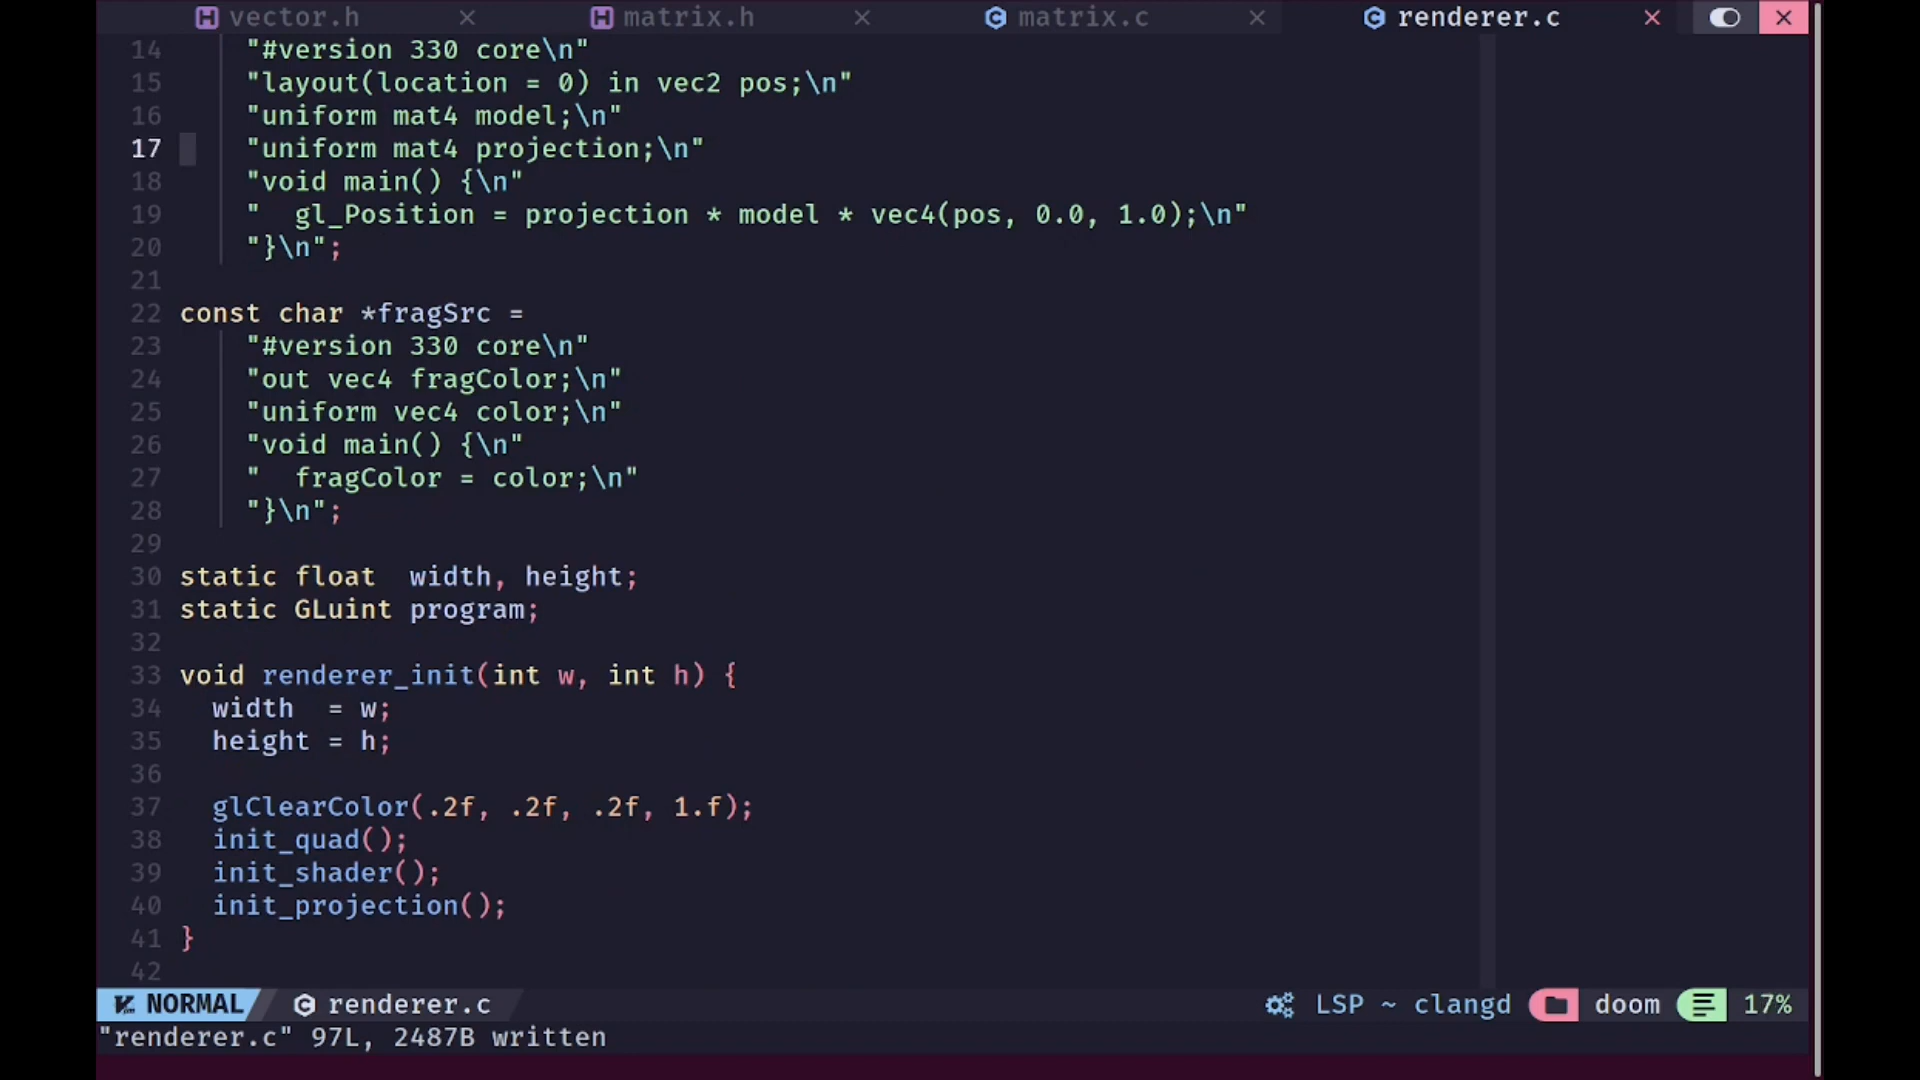 vector.h × matrix.h × matrix.c × renderer.c × ×
14 "#version 330 core\n"
15 "layout(location = 0) in vec2 pos;\n"
16 "uniform mat4 model;\n"
17 "uniform mat4 projection;\n"
18 "void main() {\n"
19 "  gl_Position = projection * model * vec4(pos, 0.0, 1.0);\n"
20 "}\n";
21
22 const char *fragSrc =
23 "#version 330 core\n"
24 "out vec4 fragColor;\n"
25 "uniform vec4 color;\n"
26 "void main() {\n"
27 "  fragColor = color;\n"
28 "}\n";
29
30 static float  width, height;
31 static GLuint program;
32
33 void renderer_init(int w, int h) {
34   width  = w;
35   height = h;
36
37   glClearColor(.2f, .2f, .2f, 1.f);
38   init_quad();
39   init_shader();
40   init_projection();
41 }
42
NORMAL renderer.c LSP ~ clangd doom 17%
"renderer.c" 97L, 2487B written